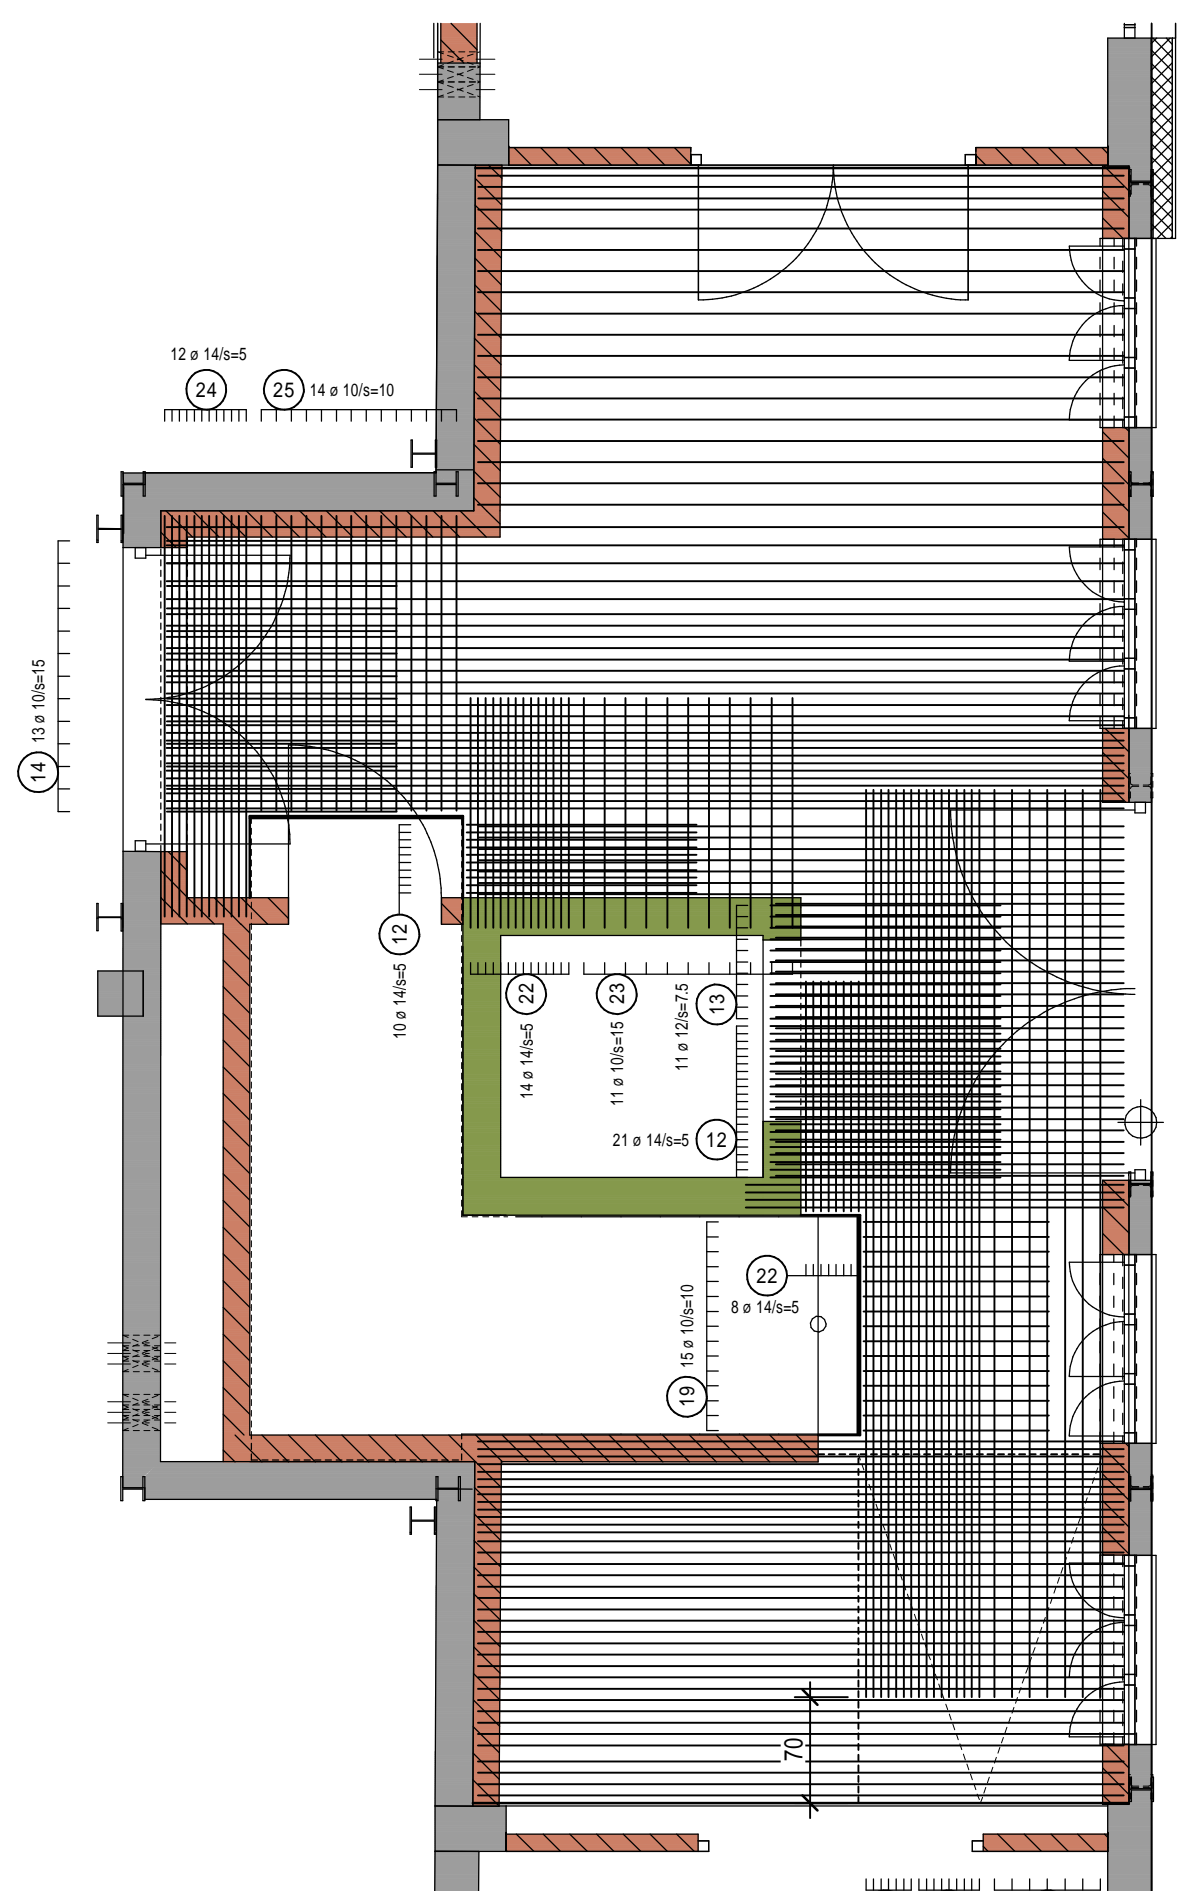 12 ø 14/s=5
24
25
14 ø 10/s=10
13 ø 10/s=15
14
12
10 ø 14/s=5
22
14 ø 14/s=5
23
11 ø 10/s=15
13
11 ø 12/s=7.5
21 ø 14/s=5
12
22
8 ø 14/s=5
15 ø 10/s=10
19
70